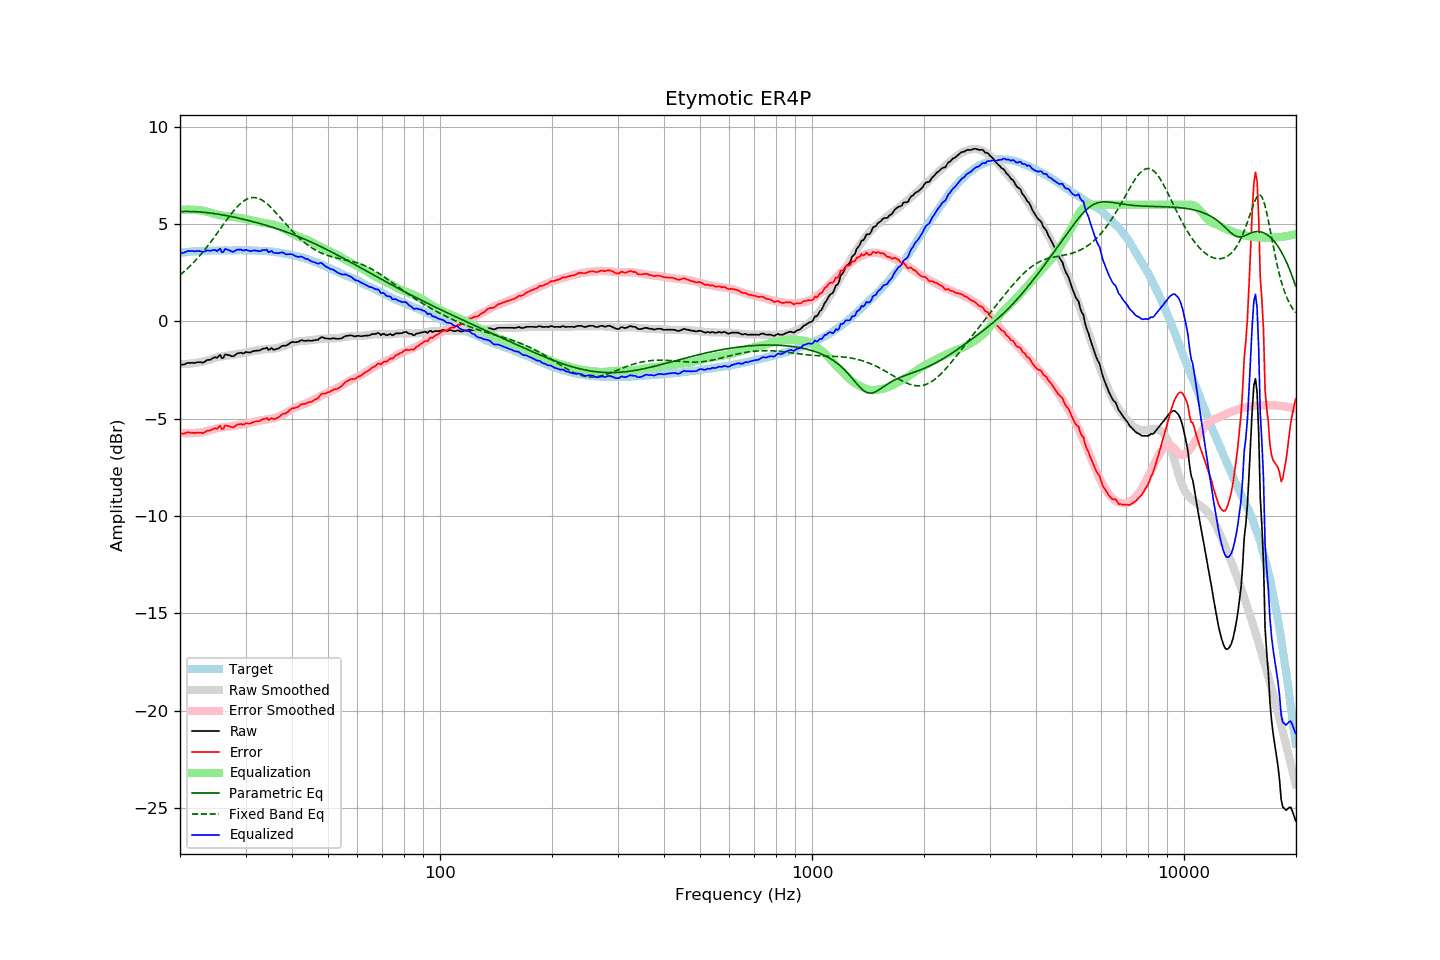 Etymotic ER4P
10
5
0
−5
−10
−15
−20
−25
Amplitude (dBr)
Target
Raw Smoothed
Error Smoothed
Raw
Error
Equalization
Parametric Eq
Fixed Band Eq
Equalized
100
1000
10000
Frequency (Hz)